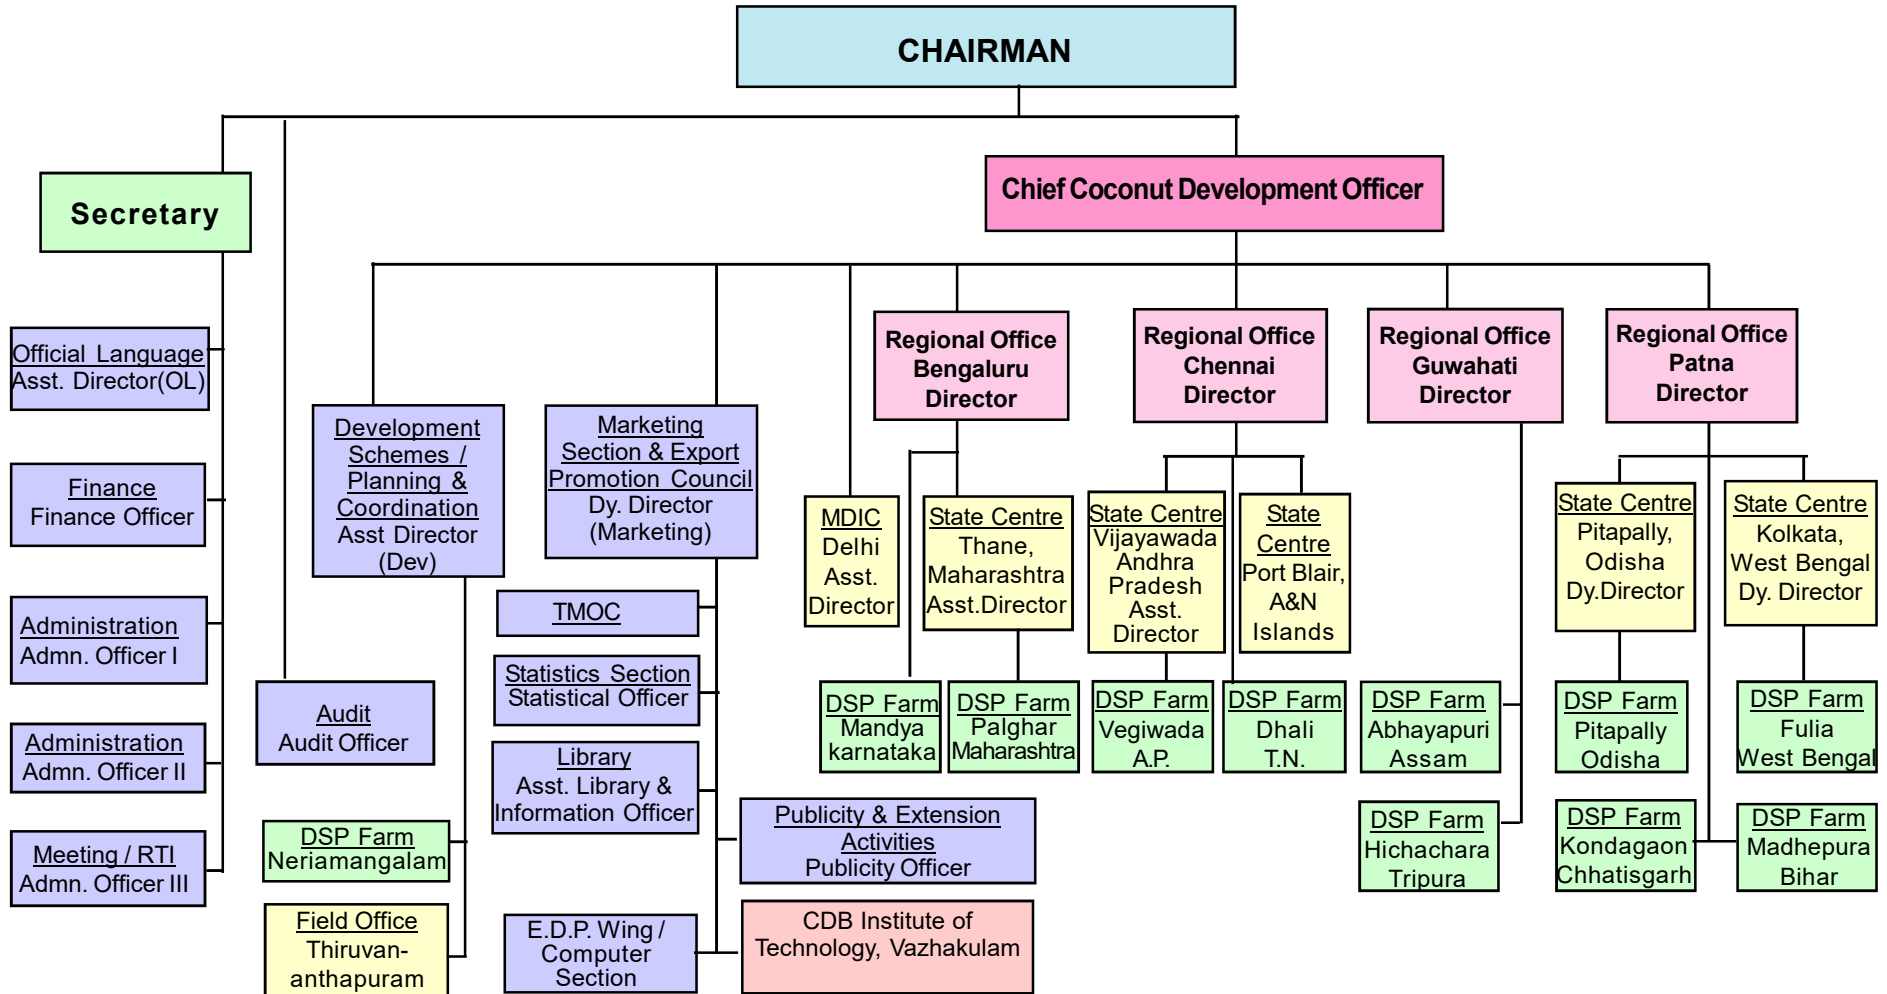 CHAIRMAN
Chief Coconut Development Officer
Secretary
Official Language
Asst. Director(OL)
Finance
Finance Officer
Administration
Admn. Officer I
Administration
Admn. Officer II
Meeting / RTI
Admn. Officer III
Audit
Audit Officer
Development
Schemes /
Planning &
Coordination
Asst Director
(Dev)
DSP Farm
Neriamangalam
Field Office
Thiruvan-
anthapuram
Marketing
Section & Export
Promotion Council
Dy. Director
(Marketing)
TMOC
Statistics Section
Statistical Officer
Library
Asst. Library &
Information Officer
Publicity & Extension
Activities
Publicity Officer
E.D.P. Wing /
Computer
Section
CDB Institute of
Technology, Vazhakulam
MDIC
Delhi
Asst.
Director
Regional Office
Bengaluru
Director
State Centre
Thane,
Maharashtra
Asst.Director
DSP Farm
Mandya
karnataka
DSP Farm
Palghar
Maharashtra
Regional Office
Chennai
Director
State Centre
Vijayawada
Andhra
Pradesh
Asst.
Director
State
Centre
Port Blair,
A&N
Islands
DSP Farm
Vegiwada
A.P.
DSP Farm
Dhali
T.N.
Regional Office
Guwahati
Director
DSP Farm
Abhayapuri
Assam
DSP Farm
Hichachara
Tripura
Regional Office
Patna
Director
State Centre
Pitapally,
Odisha
Dy.Director
State Centre
Kolkata,
West Bengal
Dy. Director
DSP Farm
Pitapally
Odisha
DSP Farm
Fulia
West Bengal
DSP Farm
Kondagaon
Chhatisgarh
DSP Farm
Madhepura
Bihar